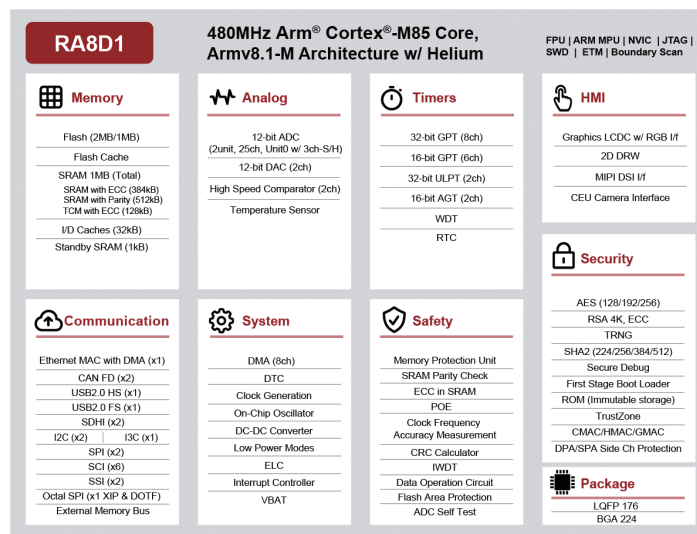 RA8D1
480MHz Arm® Cortex®-M85 Core,
Armv8.1-M Architecture w/ Helium
FPU | ARM MPU | NVIC | JTAG |
SWD | ETM | Boundary Scan
Memory
Flash (2MB/1MB)
Flash Cache
SRAM 1MB (Total)
SRAM with ECC (384kB)
SRAM with Parity (512kB)
TCM with ECC (128kB)
I/D Caches (32kB)
Standby SRAM (1kB)
Analog
12-bit ADC
(2unit, 25ch, Unit0 w/ 3ch-S/H)
12-bit DAC (2ch)
High Speed Comparator (2ch)
Temperature Sensor
Timers
32-bit GPT (8ch)
16-bit GPT (6ch)
32-bit ULPT (2ch)
16-bit AGT (2ch)
WDT
RTC
HMI
Graphics LCDC w/ RGB I/f
2D DRW
MIPI DSI I/f
CEU Camera Interface
Communication
Ethernet MAC with DMA (x1)
CAN FD (x2)
USB2.0 HS (x1)
USB2.0 FS (x1)
SDHI (x2)
I2C (x2) I3C (x1)
SPI (x2)
SCI (x6)
SSI (x2)
Octal SPI (x1 XIP & DOTF)
External Memory Bus
System
DMA (8ch)
DTC
Clock Generation
On-Chip Oscillator
DC-DC Converter
Low Power Modes
ELC
Interrupt Controller
VBAT
Safety
Memory Protection Unit
SRAM Parity Check
ECC in SRAM
POE
Clock Frequency
Accuracy Measurement
CRC Calculator
IWDT
Data Operation Circuit
Flash Area Protection
ADC Self Test
Security
AES (128/192/256)
RSA 4K, ECC
TRNG
SHA2 (224/256/384/512)
Secure Debug
First Stage Boot Loader
ROM (Immutable storage)
TrustZone
CMAC/HMAC/GMAC
DPA/SPA Side Ch Protection
Package
LQFP 176
BGA 224